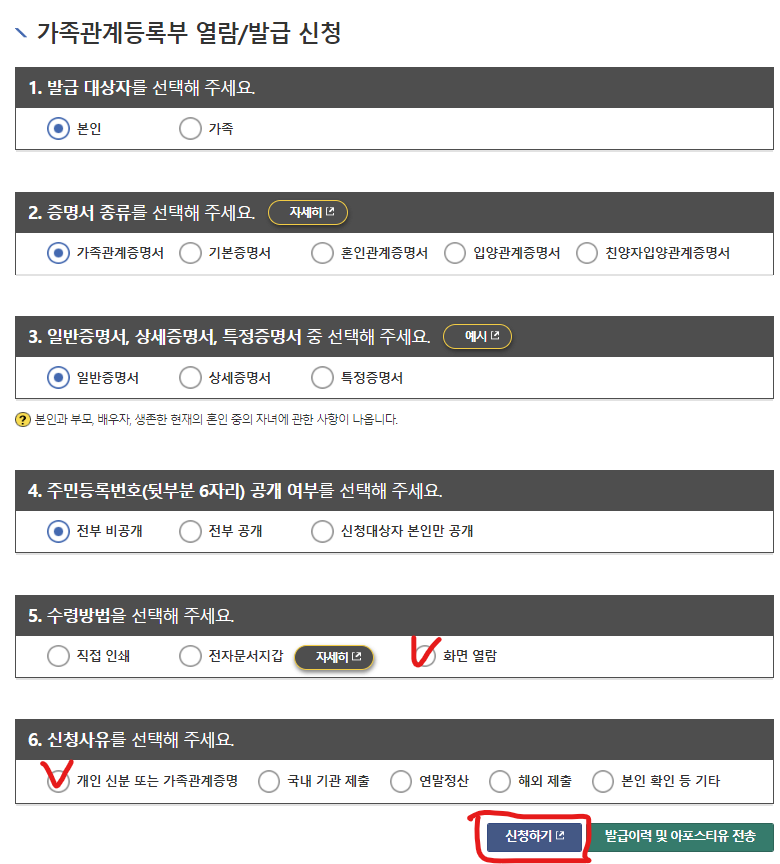 가족관계등록부 열람/발급 신청
1. 발급 대상자를 선택해 주세요.
본인 가족
2. 증명서 종류를 선택해 주세요. 자세히
가족관계증명서 기본증명서 혼인관계증명서 입양관계증명서 친양자입양관계증명서
3. 일반증명서, 상세증명서, 특정증명서 중 선택해 주세요. 예시
일반증명서 상세증명서 특정증명서
? 본인과 부모, 배우자, 생존한 현재의 혼인 중의 자녀에 관한 사항이 나옵니다.
4. 주민등록번호(뒷부분 6자리) 공개 여부를 선택해 주세요.
전부 비공개 전부 공개 신청대상자 본인만 공개
5. 수령방법을 선택해 주세요.
직접 인쇄 전자문서지갑 자세히 화면 열람
6. 신청사유를 선택해 주세요.
개인 신분 또는 가족관계증명 국내 기관 제출 연말정산 해외 제출 본인 확인 등 기타
신청하기 발급이력 및 아포스티유 전송